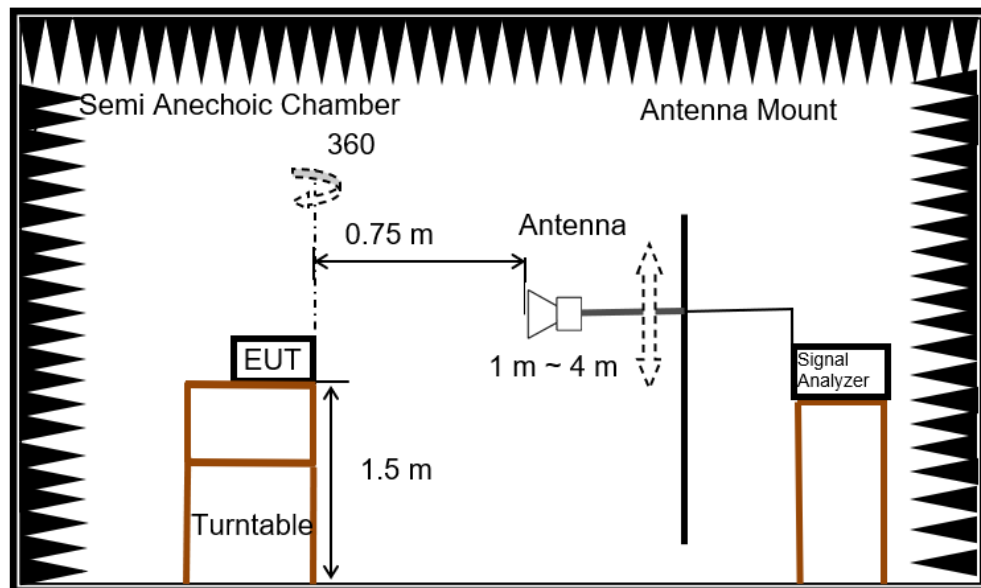 Semi Anechoic Chamber
Antenna Mount
360
0.75 m
Antenna
EUT
1 m ~ 4 m
Signal
Analyzer
1.5 m
Turntable